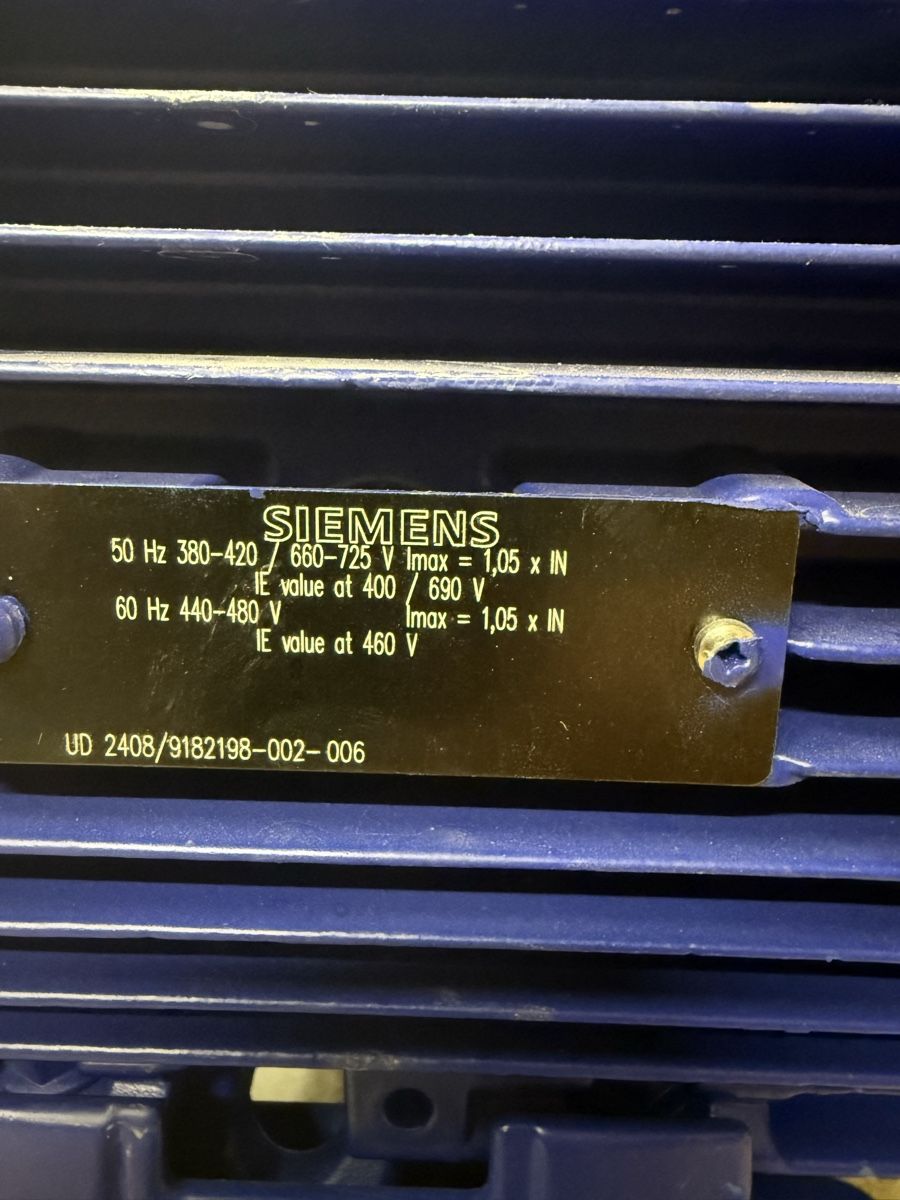 SIEMENS
50 Hz 380-420 / 660-725 V Imax = 1,05 x IN
IE value at 400 / 690 V
60 Hz 440-480 V Imax = 1,05 x IN
IE value at 460 V
UD 2408/9182198-002-006